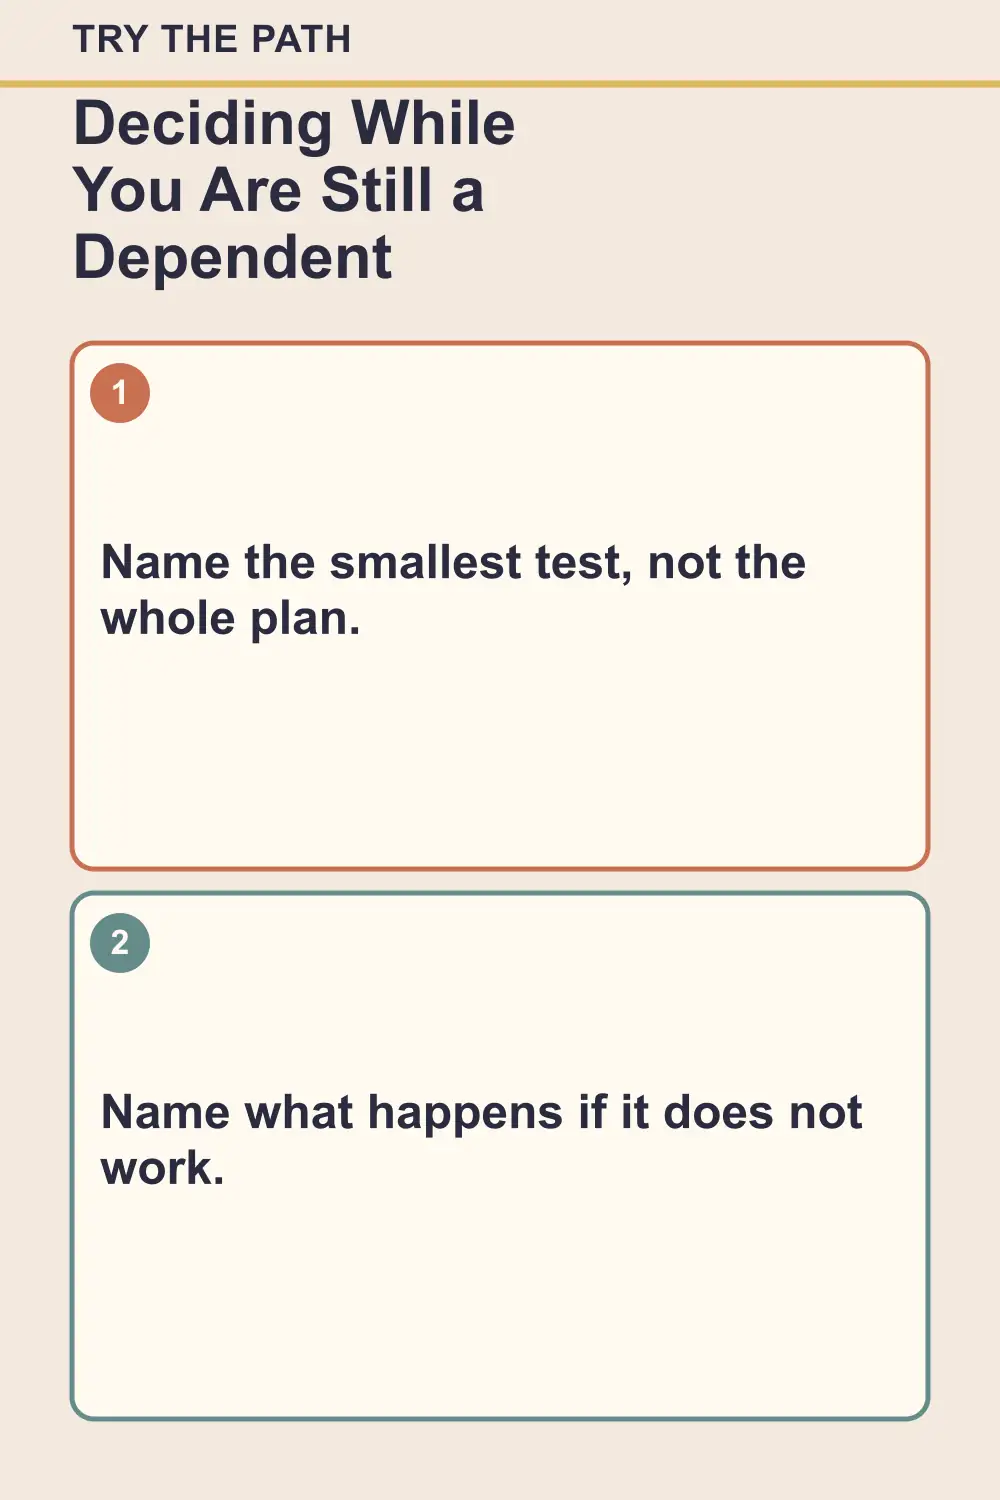 TRY THE PATH
Deciding While
You Are Still a
Dependent
1
Name the smallest test, not the
whole plan.
2
Name what happens if it does not
work.